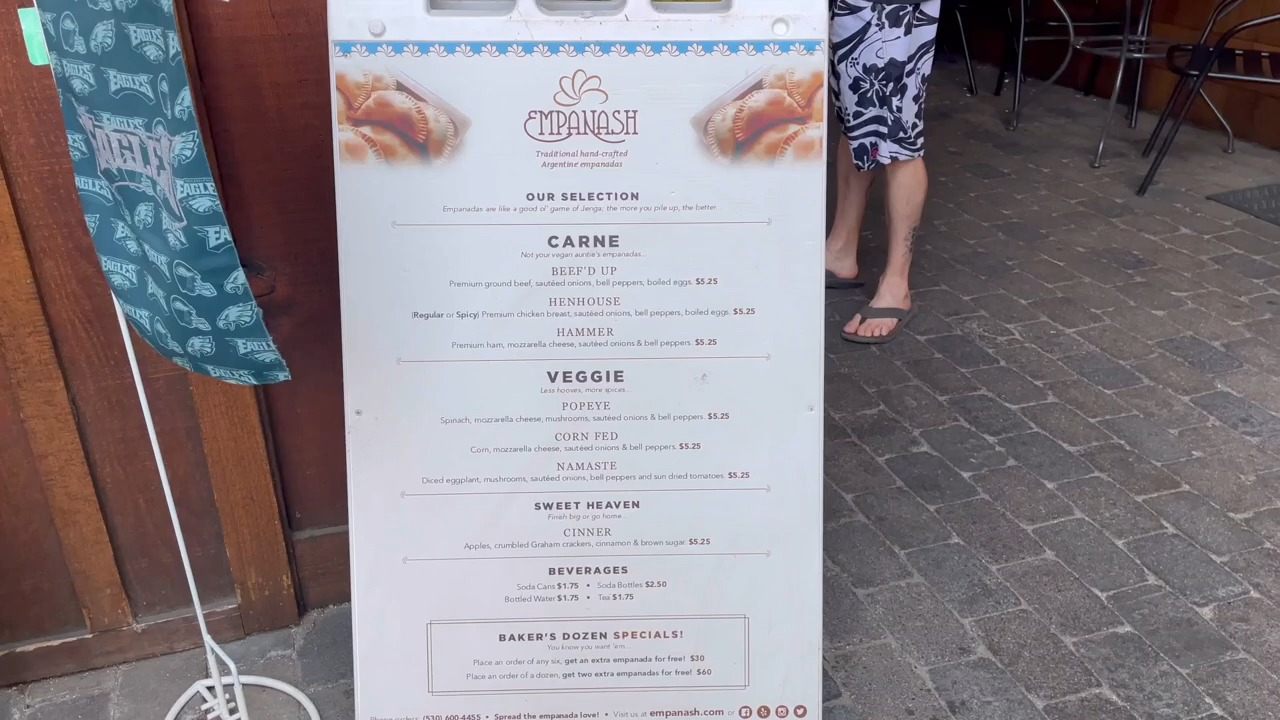 EMPANASH
Traditional hand-crafted
Argentine empanadas
OUR SELECTION
Empanadas are like a good ol' game of Jenga; the more you pile up, the better.
CARNE
Not your vegan auntie's empanadas...
BEEF'D UP
Premium ground beef, sautéed onions, bell peppers, boiled eggs. $5.25
HENHOUSE
(Regular or Spicy) Premium chicken breast, sautéed onions, bell peppers, boiled eggs. $5.25
HAMMER
Premium ham, mozzarella cheese, sautéed onions & bell peppers. $5.25
VEGGIE
Less hooves, more spices...
POPEYE
Spinach, mozzarella cheese, mushrooms, sautéed onions & bell peppers. $5.25
CORN FED
Corn, mozzarella cheese, sautéed onions & bell peppers. $5.25
NAMASTE
Diced eggplant, mushrooms, sautéed onions, bell peppers and sun dried tomatoes. $5.25
SWEET HEAVEN
Finish big or go home...
CINNER
Apples, crumbled Graham crackers, cinnamon & brown sugar. $5.25
BEVERAGES
Soda Cans $1.75 • Soda Bottles $2.50
Bottled Water $1.75 • Tea $1.75
BAKER'S DOZEN SPECIALS!
You know you want 'em...
Place an order of any six, get an extra empanada for free! $30
Place an order of a dozen, get two extra empanadas for free! $60
Phone orders: (530) 600-4455 • Spread the empanada love! • Visit us at empanash.com or
EAGLES
EAGLES
EAGLES
EAGLES
EAGLES
EAGLES
EAGLES
EAGLES